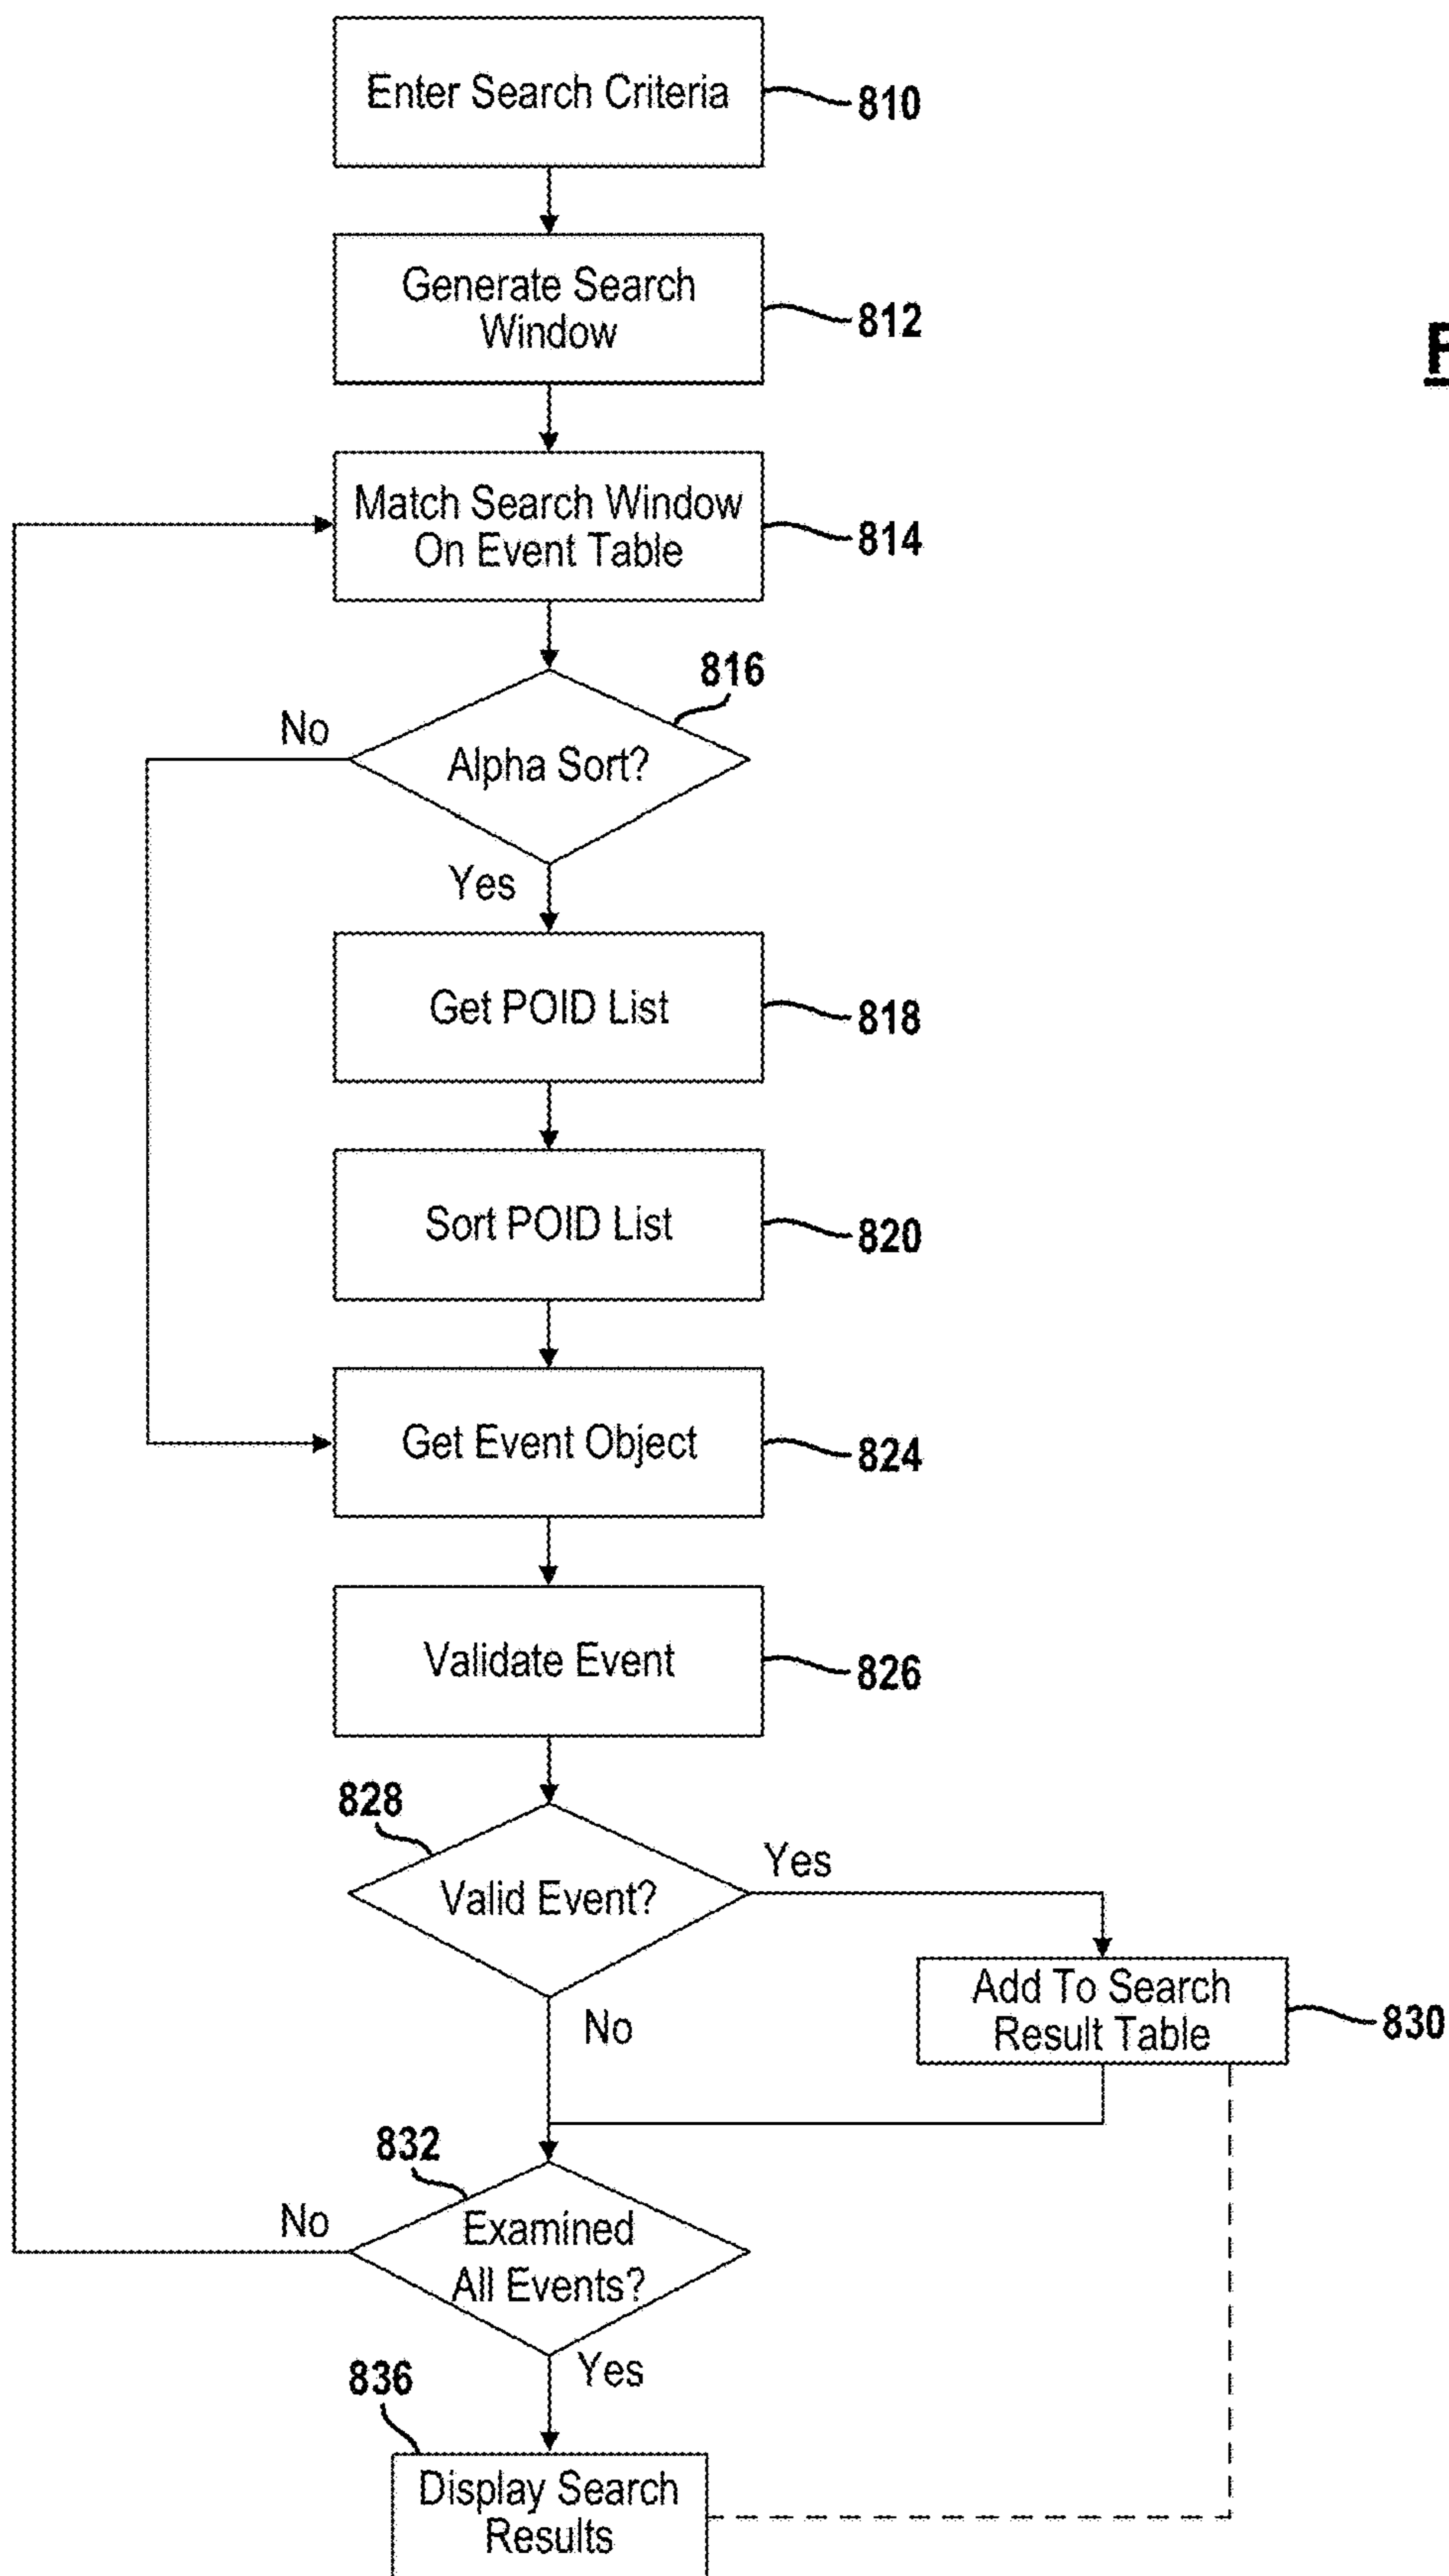 Enter Search Criteria
810
Generate Search
Window
812
Match Search Window
On Event Table
814
816
No
Alpha Sort?
Yes
Get POID List
818
Sort POID List
820
Get Event Object
824
Validate Event
826
828
Yes
Valid Event?
No
Add To Search
Result Table
830
832
No
Examined
All Events?
Yes
836
Display Search
Results